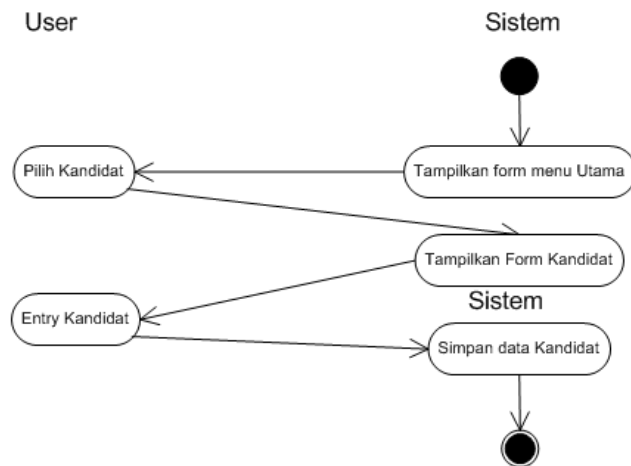 User
Sistem
Pilih Kandidat
Tampilkan form menu Utama
Tampilkan Form Kandidat
Sistem
Entry Kandidat
Simpan data Kandidat